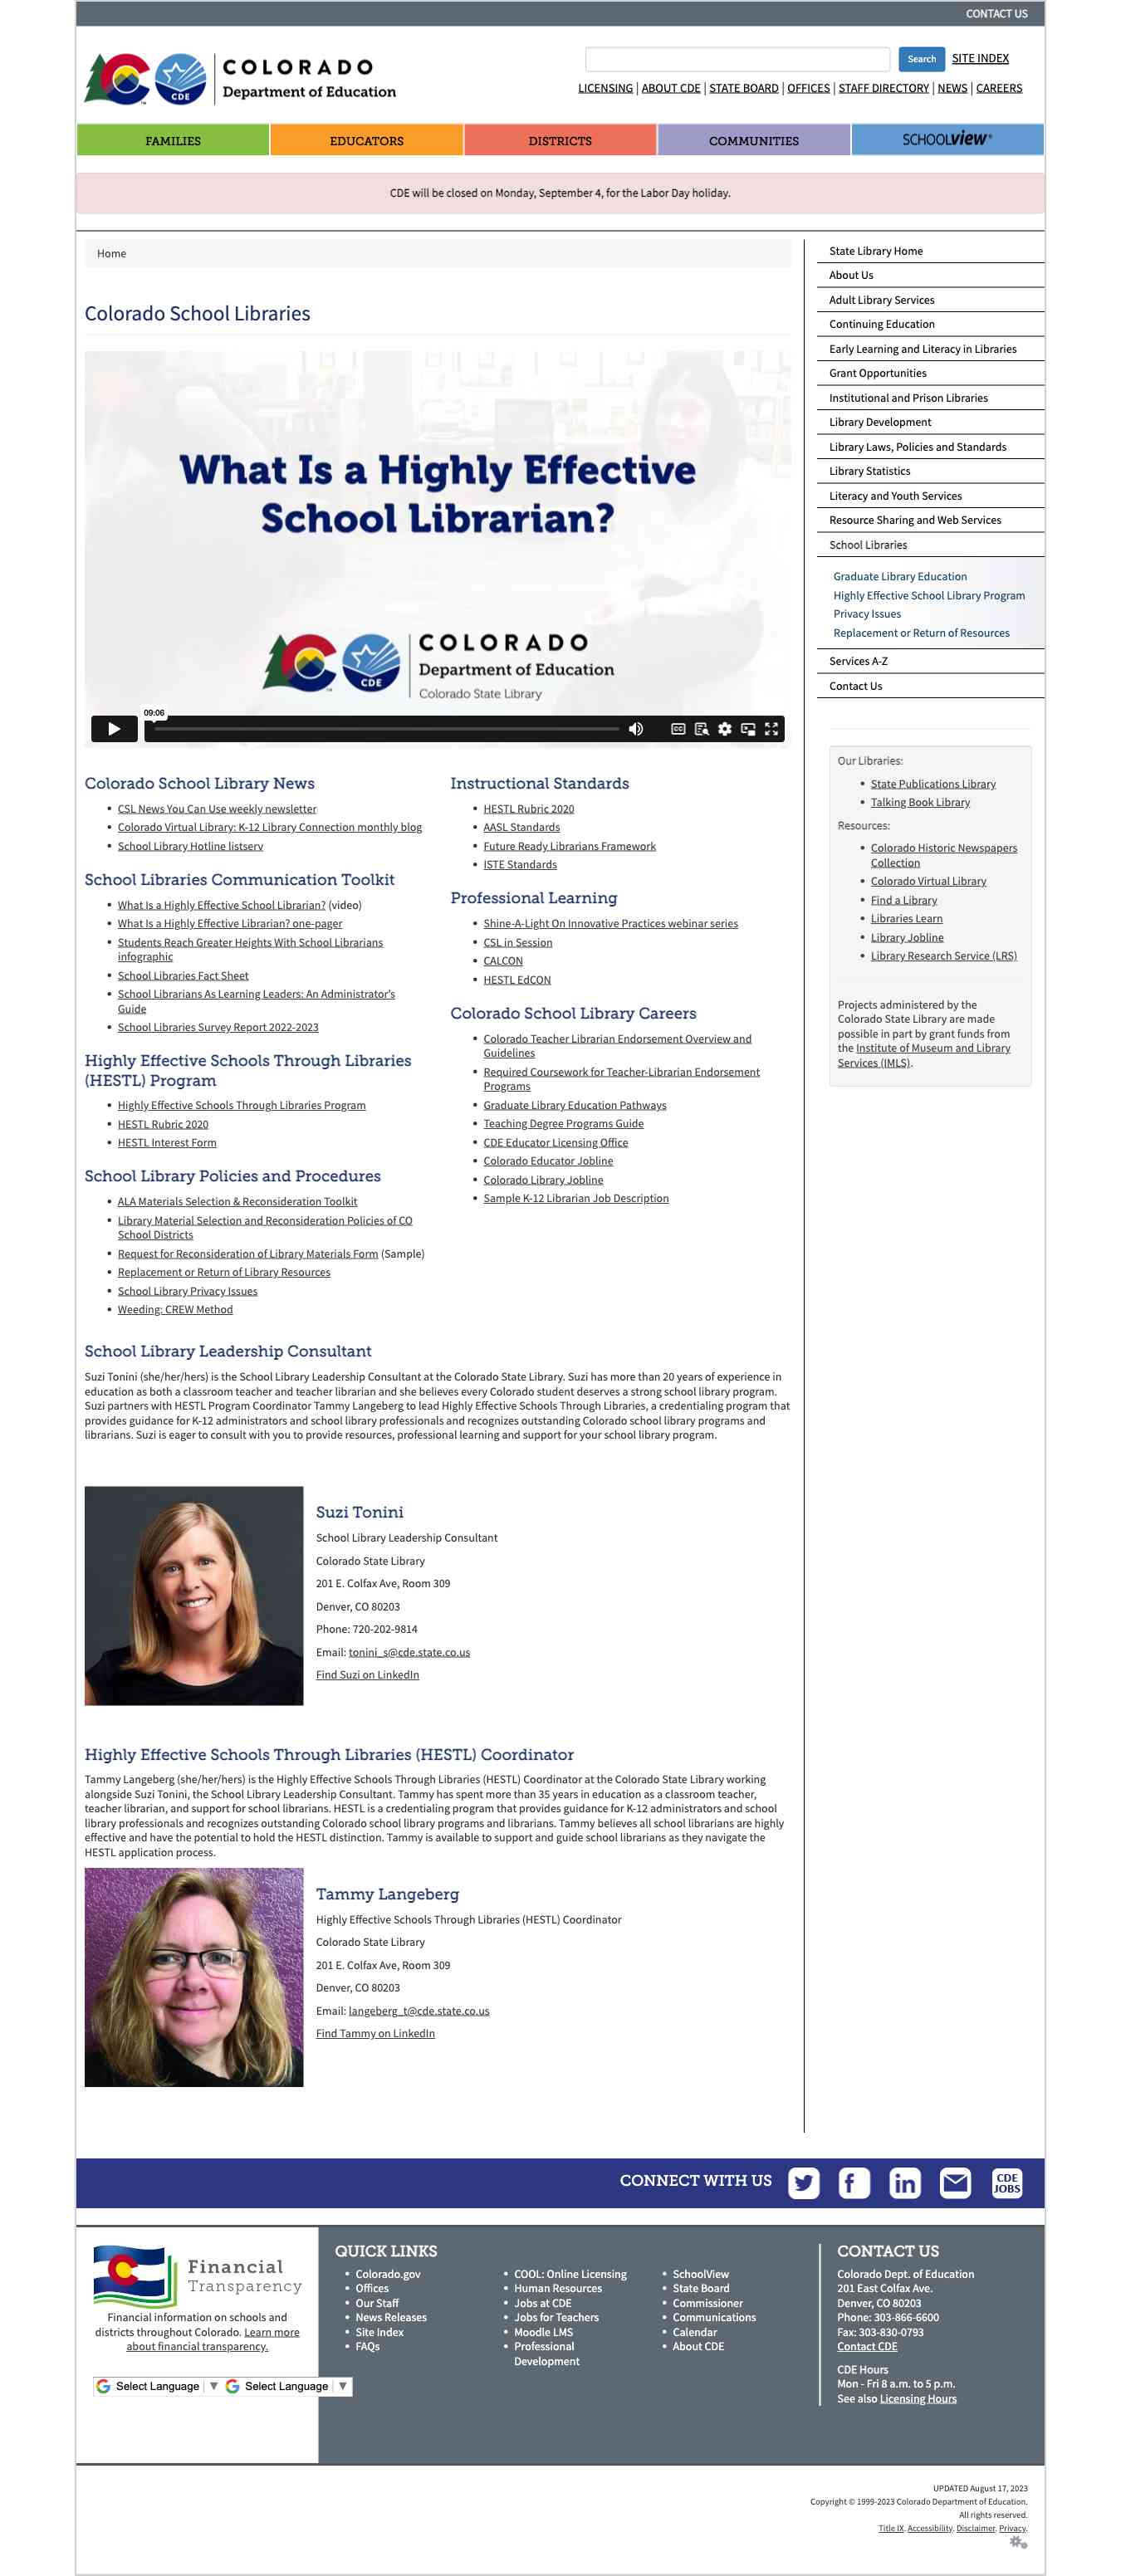 CONTACT US
CDE
COLORADO
Department of Education
Search
SITE INDEX
LICENSING | ABOUT CDE | STATE BOARD | OFFICES | STAFF DIRECTORY | NEWS | CAREERS
FAMILIES
EDUCATORS
DISTRICTS
COMMUNITIES
SCHOOLview
CDE will be closed on Monday, September 4, for the Labor Day holiday.
Home
Colorado School Libraries
What Is a Highly Effective
School Librarian?
CDE
COLORADO
Department of Education
Colorado State Library
09:06
Colorado School Library News
CSL News You Can Use weekly newsletter
Colorado Virtual Library: K-12 Library Connection monthly blog
School Library Hotline listserv
School Libraries Communication Toolkit
What Is a Highly Effective School Librarian? (video)
What Is a Highly Effective Librarian? one-pager
Students Reach Greater Heights With School Librarians
infographic
School Libraries Fact Sheet
School Librarians As Learning Leaders: An Administrator's
Guide
School Libraries Survey Report 2022-2023
Highly Effective Schools Through Libraries
(HESTL) Program
Highly Effective Schools Through Libraries Program
HESTL Rubric 2020
HESTL Interest Form
School Library Policies and Procedures
ALA Materials Selection & Reconsideration Toolkit
Library Material Selection and Reconsideration Policies of CO
School Districts
Request for Reconsideration of Library Materials Form (Sample)
Replacement or Return of Library Resources
School Library Privacy Issues
Weeding: CREW Method
Instructional Standards
HESTL Rubric 2020
AASL Standards
Future Ready Librarians Framework
ISTE Standards
Professional Learning
Shine-A-Light On Innovative Practices webinar series
CSL in Session
CALCON
HESTL EdCON
Colorado School Library Careers
Colorado Teacher Librarian Endorsement Overview and
Guidelines
Required Coursework for Teacher-Librarian Endorsement
Programs
Graduate Library Education Pathways
Teaching Degree Programs Guide
CDE Educator Licensing Office
Colorado Educator Jobline
Colorado Library Jobline
Sample K-12 Librarian Job Description
School Library Leadership Consultant
Suzi Tonini (she/her/hers) is the School Library Leadership Consultant at the Colorado State Library. Suzi has more than 20 years of experience in
education as both a classroom teacher and teacher librarian and she believes every Colorado student deserves a strong school library program.
Suzi partners with HESTL Program Coordinator Tammy Langeberg to lead Highly Effective Schools Through Libraries, a credentialing program that
provides guidance for K-12 administrators and school library professionals and recognizes outstanding Colorado school library programs and
librarians. Suzi is eager to consult with you to provide resources, professional learning and support for your school library program.
Suzi Tonini
School Library Leadership Consultant
Colorado State Library
201 E. Colfax Ave, Room 309
Denver, CO 80203
Phone: 720-202-9814
Email: tonini_s@cde.state.co.us
Find Suzi on LinkedIn
Highly Effective Schools Through Libraries (HESTL) Coordinator
Tammy Langeberg (she/her/hers) is the Highly Effective Schools Through Libraries (HESTL) Coordinator at the Colorado State Library working
alongside Suzi Tonini, the School Library Leadership Consultant. Tammy has spent more than 35 years in education as a classroom teacher,
teacher librarian, and support for school librarians. HESTL is a credentialing program that provides guidance for K-12 administrators and school
library professionals and recognizes outstanding Colorado school library programs and librarians. Tammy believes all school librarians are highly
effective and have the potential to hold the HESTL distinction. Tammy is available to support and guide school librarians as they navigate the
HESTL application process.
Tammy Langeberg
Highly Effective Schools Through Libraries (HESTL) Coordinator
Colorado State Library
201 E. Colfax Ave, Room 309
Denver, CO 80203
Email: langeberg_t@cde.state.co.us
Find Tammy on LinkedIn
State Library Home
About Us
Adult Library Services
Continuing Education
Early Learning and Literacy in Libraries
Grant Opportunities
Institutional and Prison Libraries
Library Development
Library Laws, Policies and Standards
Library Statistics
Literacy and Youth Services
Resource Sharing and Web Services
School Libraries
Graduate Library Education
Highly Effective School Library Program
Privacy Issues
Replacement or Return of Resources
Services A-Z
Contact Us
Our Libraries:
State Publications Library
Talking Book Library
Resources:
Colorado Historic Newspapers
Collection
Colorado Virtual Library
Find a Library
Libraries Learn
Library Jobline
Library Research Service (LRS)
Projects administered by the
Colorado State Library are made
possible in part by grant funds from
the Institute of Museum and Library
Services (IMLS).
CONNECT WITH US
CDE
JOBS
Financial
Transparency
Financial information on schools and
districts throughout Colorado. Learn more
about financial transparency.
Select Language ▼ Select Language ▼
QUICK LINKS
Colorado.gov
Offices
Our Staff
News Releases
Site Index
FAQs
COOL: Online Licensing
Human Resources
Jobs at CDE
Jobs for Teachers
Moodle LMS
Professional
Development
SchoolView
State Board
Commissioner
Communications
Calendar
About CDE
CONTACT US
Colorado Dept. of Education
201 East Colfax Ave.
Denver, CO 80203
Phone: 303-866-6600
Fax: 303-830-0793
Contact CDE
CDE Hours
Mon - Fri 8 a.m. to 5 p.m.
See also Licensing Hours
UPDATED August 17, 2023
Copyright © 1999-2023 Colorado Department of Education.
All rights reserved.
Title IX. Accessibility. Disclaimer. Privacy.